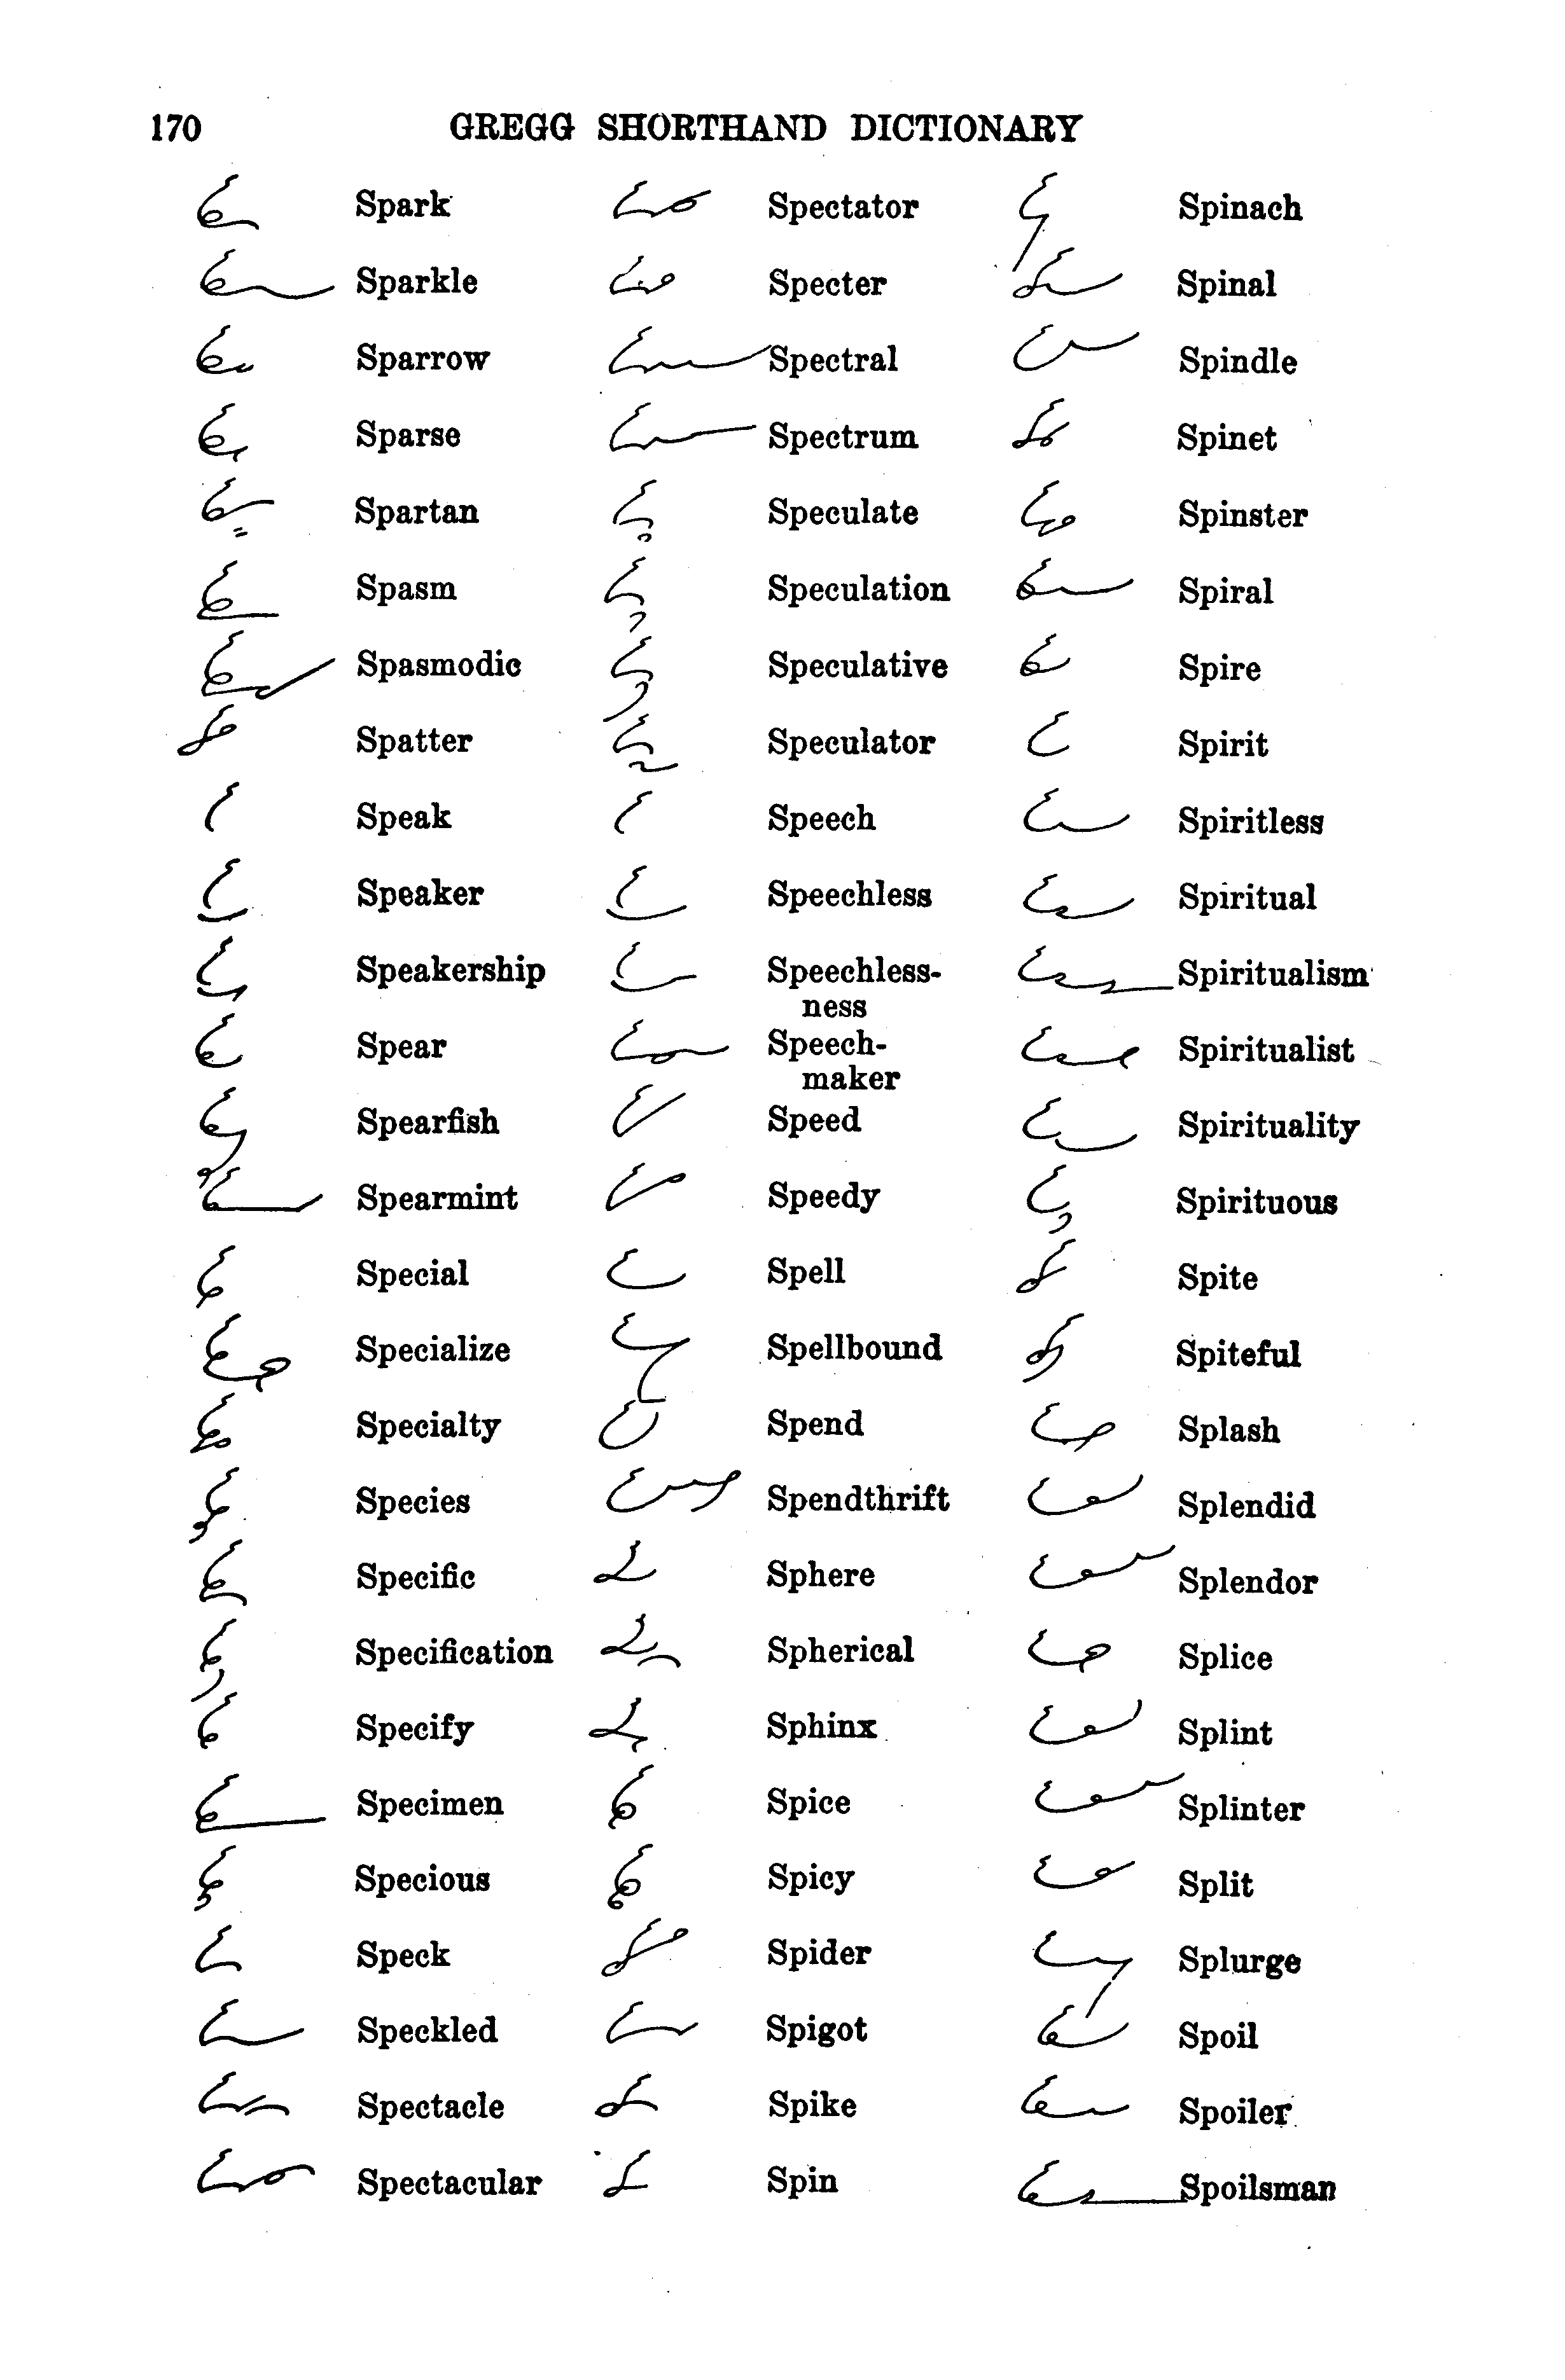 170 GREGG SHORTHAND DICTIONARY
Spark
Sparkle
Sparrow
Sparse
Spartan
Spasm
Spasmodic
Spatter
Speak
Speaker
Speakership
Spear
Spearfish
Spearmint
Special
Specialize
Specialty
Species
Specific
Specification
Specify
Specimen
Specious
Speck
Speckled
Spectacle
Spectacular
Spectator
Specter
Spectral
Spectrum
Speculate
Speculation
Speculative
Speculator
Speech
Speechless
Speechless-
ness
Speech-
maker
Speed
Speedy
Spell
Spellbound
Spend
Spendthrift
Sphere
Spherical
Sphinx
Spice
Spicy
Spider
Spigot
Spike
Spin
Spinach
Spinal
Spindle
Spinet
Spinster
Spiral
Spire
Spirit
Spiritless
Spiritual
Spiritualism
Spiritualist
Spirituality
Spirituous
Spite
Spiteful
Splash
Splendid
Splendor
Splice
Splint
Splinter
Split
Splurge
Spoil
Spoiler
Spoilsman